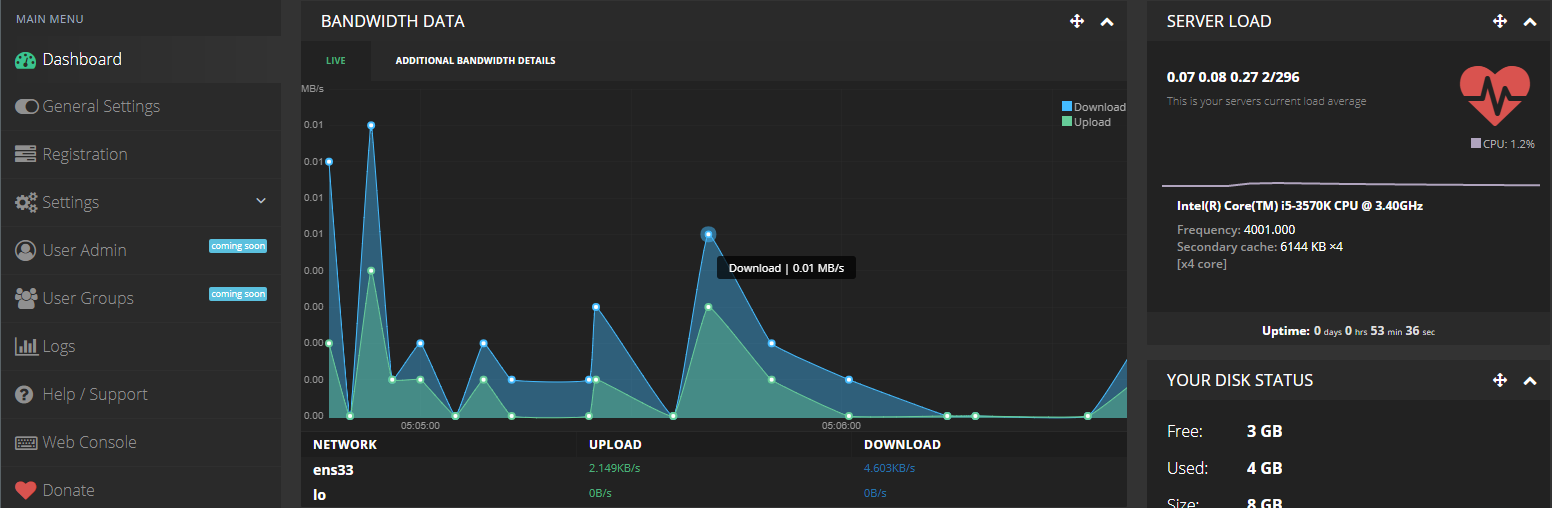 MAIN MENU
Dashboard
General Settings
Registration
Settings
User Admin
coming soon
User Groups
coming soon
Logs
Help / Support
Web Console
Donate
BANDWIDTH DATA
LIVE
ADDITIONAL BANDWIDTH DETAILS
MB/s
Download
Upload
0.01
0.01
0.01
0.01
0.00
0.00
0.00
0.00
0.00
Download | 0.01 MB/s
05:05:00
05:06:00
NETWORK UPLOAD DOWNLOAD
ens33 2.149KB/s 4.603KB/s
lo 0B/s 0B/s
SERVER LOAD
0.07 0.08 0.27 2/296
This is your servers current load average
CPU: 1.2%
Intel(R) Core(TM) i5-3570K CPU @ 3.40GHz
Frequency: 4001.000
Secondary cache: 6144 KB ×4
[x4 core]
Uptime: 0 days 0 hrs 53 min 36 sec
YOUR DISK STATUS
Free: 3 GB
Used: 4 GB
Size: 8 GB